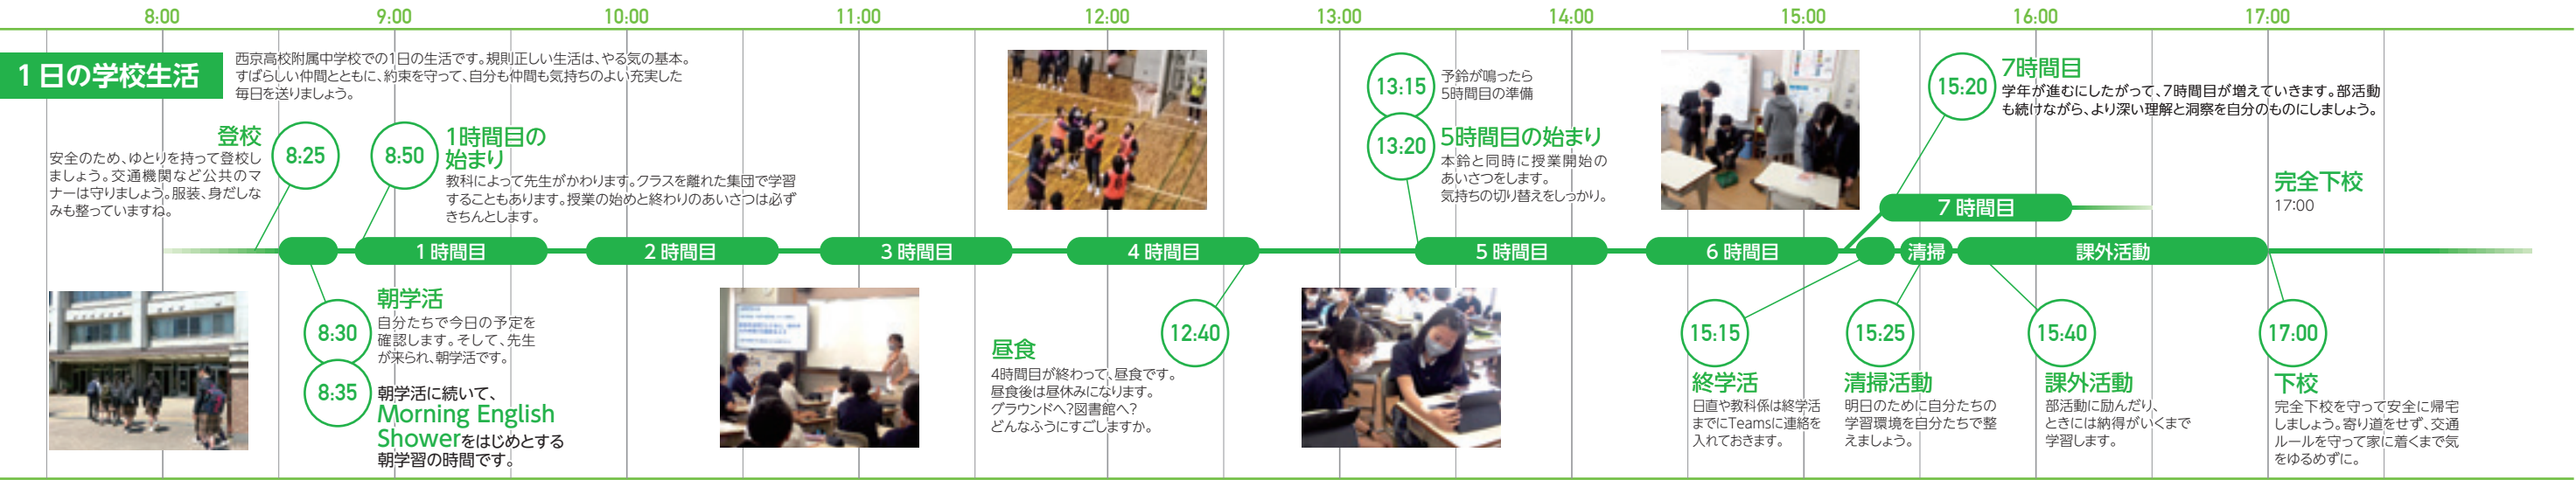 8:00 9:00 10:00 11:00 12:00 13:00 14:00 15:00 16:00 17:00
1日の学校生活
西京高校附属中学校での1日の生活です。規則正しい生活は、やる気の基本。
すばらしい仲間とともに、約束を守って、自分も仲間も気持ちのよい充実した
毎日を送りましょう。
登校
安全のため、ゆとりを持って登校し
ましょう。交通機関など公共のマ
ナーは守りましょう。服装、身だしな
みも整っていますね。
8:25
8:50
1時間目の
始まり
教科によって先生がかわります。クラスを離れた集団で学習
することもあります。授業の始めと終わりのあいさつは必ず
きちんとします。
13:15
予鈴が鳴ったら
5時間目の準備
13:20
5時間目の始まり
本鈴と同時に授業開始の
あいさつをします。
気持ちの切り替えをしっかり。
15:20
7時間目
学年が進むにしたがって、7時間目が増えていきます。部活動
も続けながら、より深い理解と洞察を自分のものにしましょう。
完全下校
17:00
7時間目
1時間目 2時間目 3時間目 4時間目 5時間目 6時間目 清掃 課外活動
8:30
朝学活
自分たちで今日の予定を
確認します。そして、先生
が来られ、朝学活です。
8:35
朝学活に続いて、
Morning English
Showerをはじめとする
朝学習の時間です。
12:40
昼食
4時間目が終わって、昼食です。
昼食後は昼休みになります。
グラウンドへ?図書館へ?
どんなふうにすごしますか。
15:15
終学活
日直や教科係は終学活
までにTeamsに連絡を
入れておきます。
15:25
清掃活動
明日のために自分たちの
学習環境を自分たちで整
えましょう。
15:40
課外活動
部活動に励んだり、
ときには納得がいくまで
学習します。
17:00
下校
完全下校を守って安全に帰宅
しましょう。寄り道をせず、交通
ルールを守って家に着くまで気
をゆるめずに。